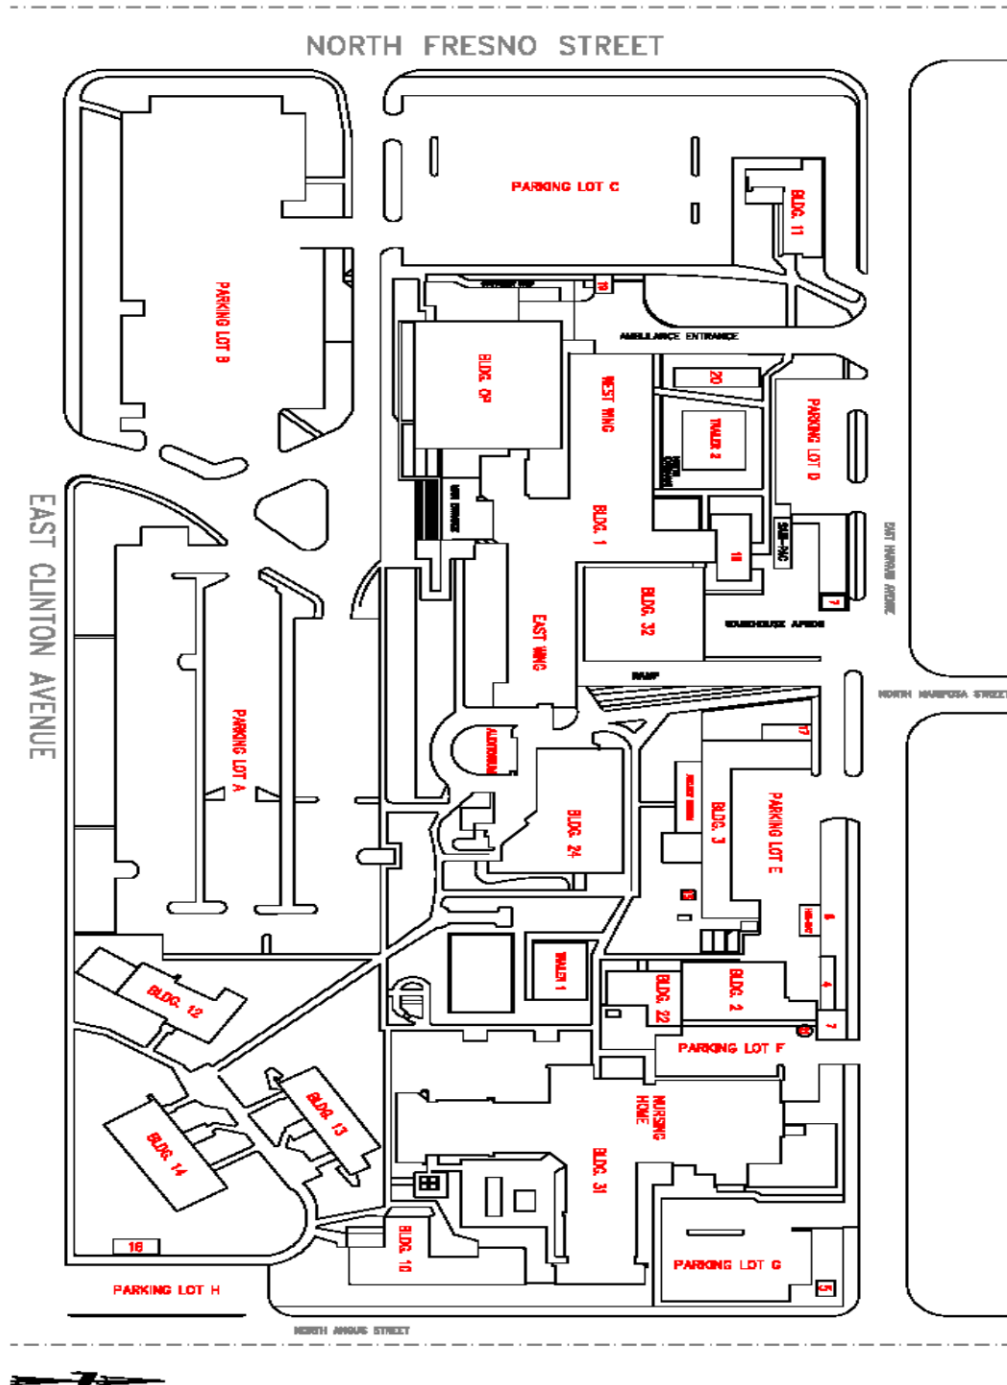 NORTH FRESNO STREET
PARKING LOT C
BLDG. 11
PARKING LOT B
19
AMBULANCE ENTRANCE
BLDG. OP
WEST WING
20
PARKING LOT D
TRAILER 2
EAST CLINTON AVENUE
BLDG. 1
18
7
BLDG. 32
WAREHOUSE APRON
EAST WING
RAMP
NORTH MARIPOSA STREET
PARKING LOT A
17
AUDITORIUM
BLDG. 24
BLDG. 3
PARKING LOT E
4
BLDG. 12
TRAILER 1
BLDG. 22
BLDG. 2
7
PARKING LOT F
BLDG. 13
NURSING
HOME
BLDG. 14
BLDG. 31
BLDG. 10
16
PARKING LOT G
PARKING LOT H
NORTH ANGUS STREET